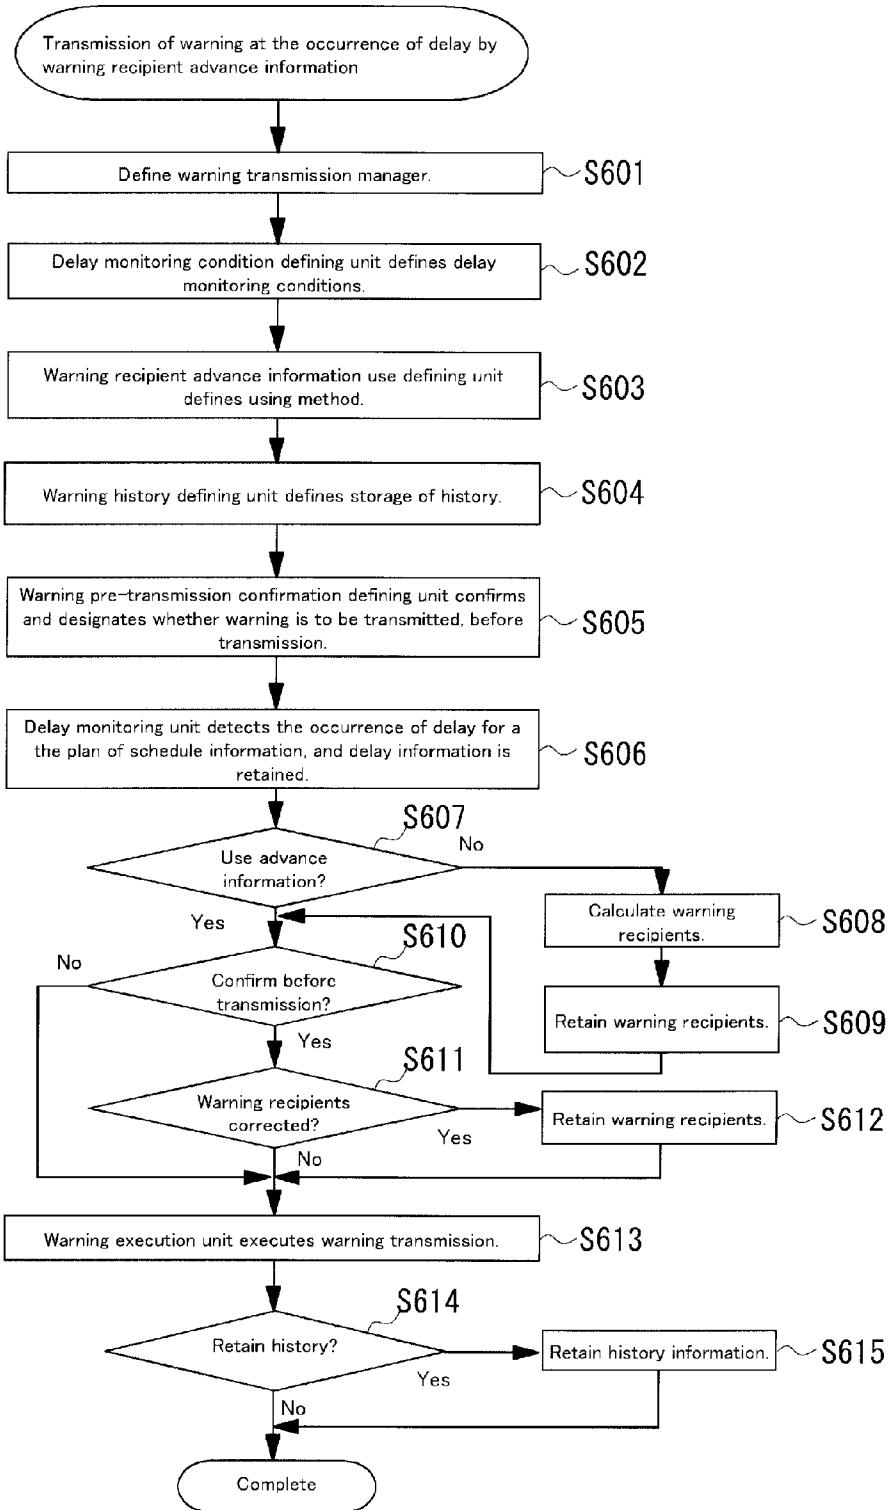 Transmission of warning at the occurrence of delay by
warning recipient advance information
Define warning transmission manager.
S601
Delay monitoring condition defining unit defines delay
monitoring conditions.
S602
Warning recipient advance information use defining unit
defines using method.
S603
Warning history defining unit defines storage of history.
S604
Warning pre-transmission confirmation defining unit confirms
and designates whether warning is to be transmitted, before
transmission.
S605
Delay monitoring unit detects the occurrence of delay for a
the plan of schedule information, and delay information is
retained.
S606
S607
Use advance
information?
No
Yes
Calculate warning
recipients.
S608
S610
Confirm before
transmission?
No
Yes
Retain warning recipients.
S609
S611
Warning recipients
corrected?
Yes
No
Retain warning recipients.
S612
Warning execution unit executes warning transmission.
S613
S614
Retain history?
Yes
No
Retain history information.
S615
Complete